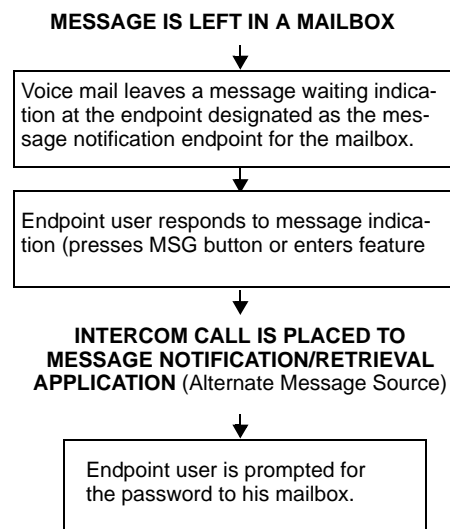 MESSAGE IS LEFT IN A MAILBOX
Voice mail leaves a message waiting indica-
tion at the endpoint designated as the mes-
sage notification endpoint for the mailbox.
Endpoint user responds to message indica-
tion (presses MSG button or enters feature
INTERCOM CALL IS PLACED TO
MESSAGE NOTIFICATION/RETRIEVAL
APPLICATION (Alternate Message Source)
Endpoint user is prompted for
the password to his mailbox.